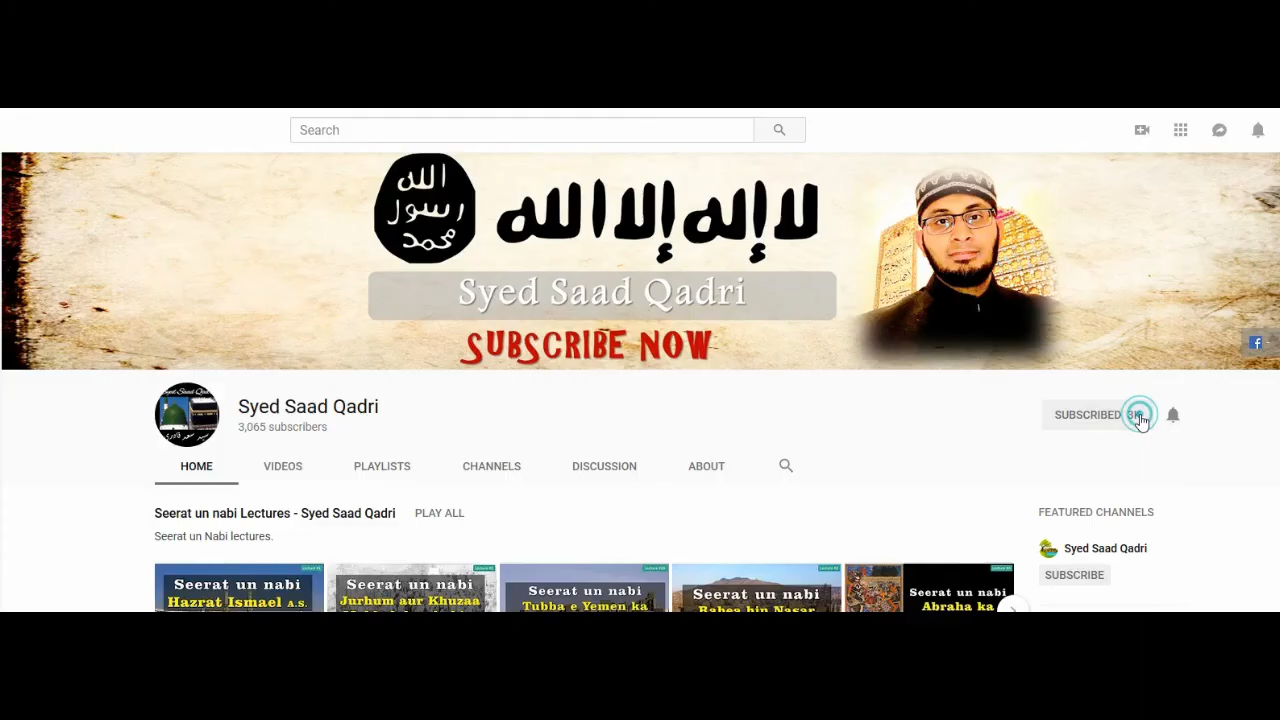 Search
الله
رسول
محمد
لا إله إلا الله
Syed Saad Qadri
SUBSCRIBE NOW
Syed Saad Qadri
3,065 subscribers
SUBSCRIBED
HOME
VIDEOS
PLAYLISTS
CHANNELS
DISCUSSION
ABOUT
Seerat un nabi Lectures - Syed Saad Qadri
PLAY ALL
Seerat un Nabi lectures.
FEATURED CHANNELS
Syed Saad Qadri
SUBSCRIBE
Seerat un nabi
Hazrat Ismael A.S.
Seerat un nabi
Jurhum aur Khuzaa
Seerat un nabi
Tubba e Yemen ka
Seerat un nabi
Rabea bin Nasar
Seerat un nabi
Abraha ka